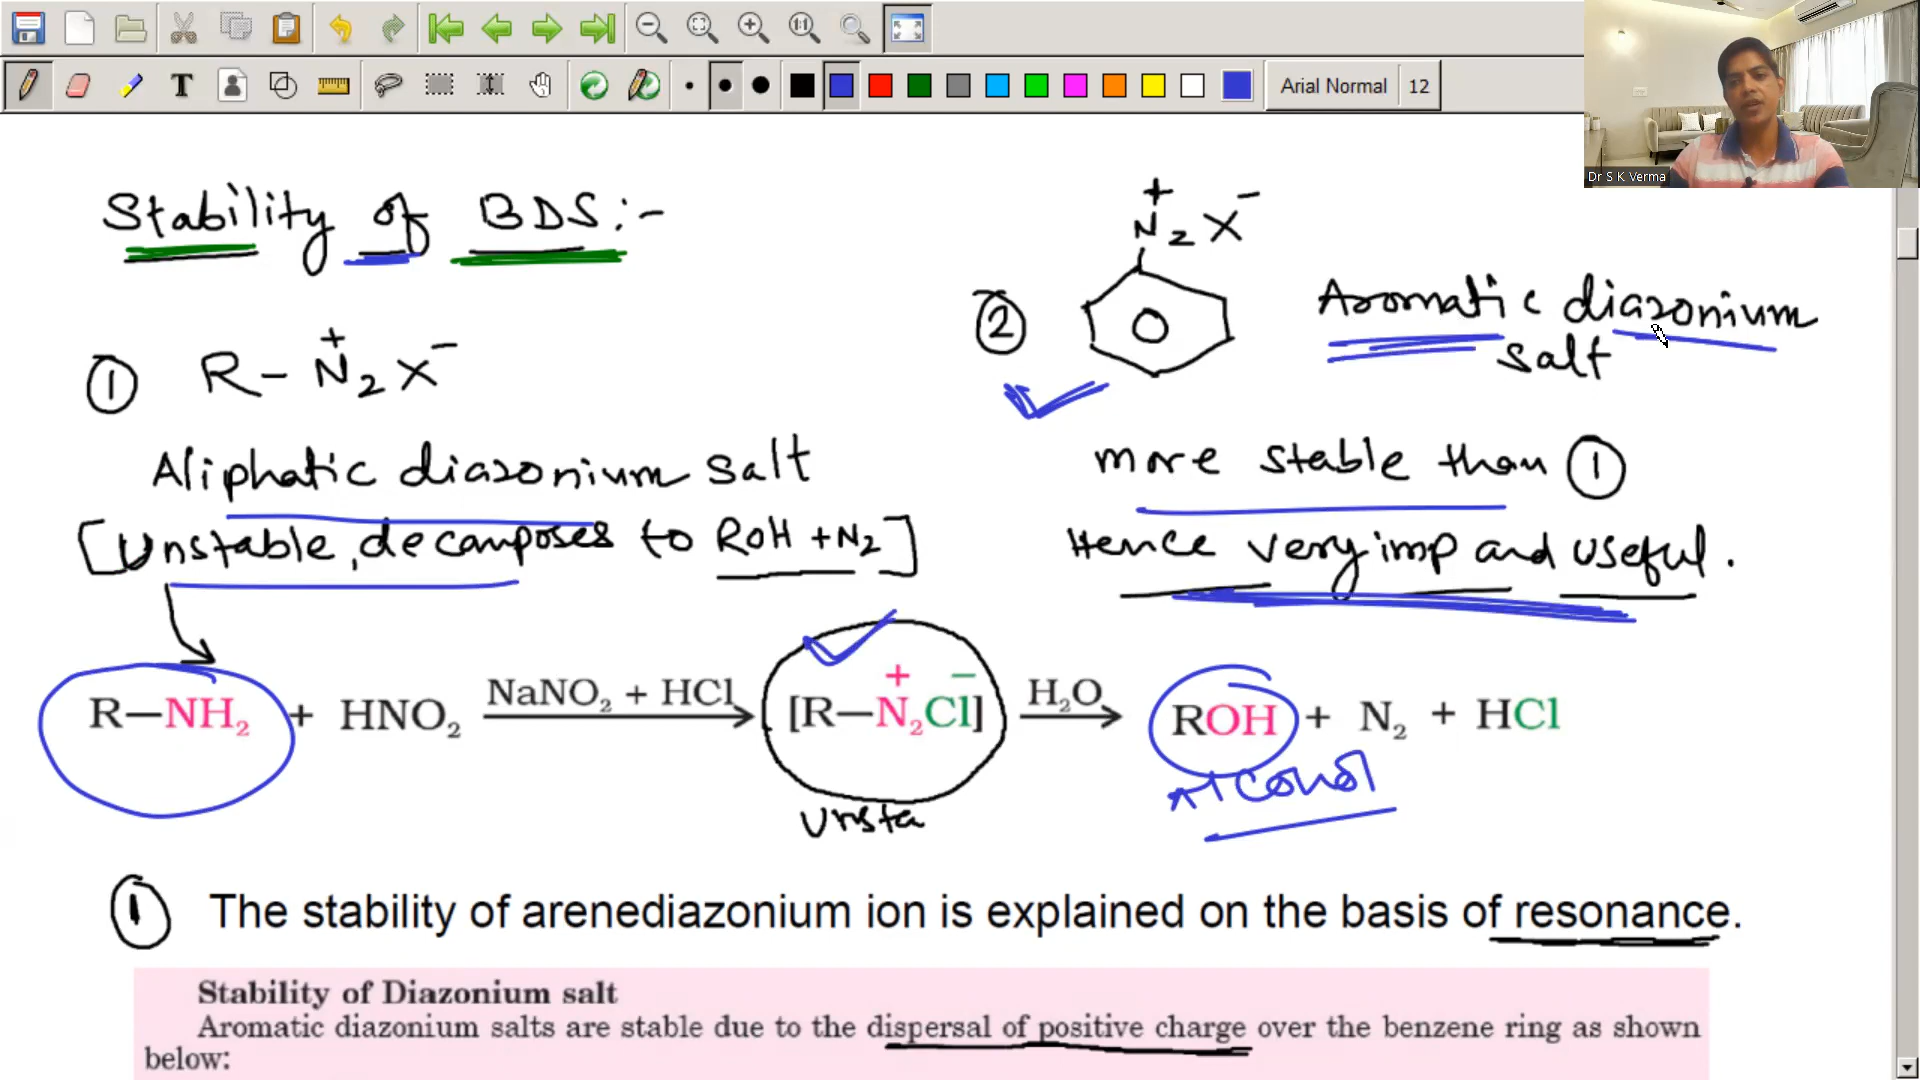 Arial Normal 12
Dr S K Verma
Stability of BDS:-
① R-N₂⁺X⁻
Aliphatic diazonium salt
[Unstable, decomposes to ROH + N₂]
② N₂⁺X⁻
Aromatic diazonium
salt
more stable than ①
Hence very imp and useful.
R—NH₂ + HNO₂ NaNO₂ + HCl → [R—N₂⁺Cl⁻] H₂O → ROH + N₂ + HCl
Unsta
Alcohol
① The stability of arenediazonium ion is explained on the basis of resonance.
Stability of Diazonium salt
Aromatic diazonium salts are stable due to the dispersal of positive charge over the benzene ring as shown
below: